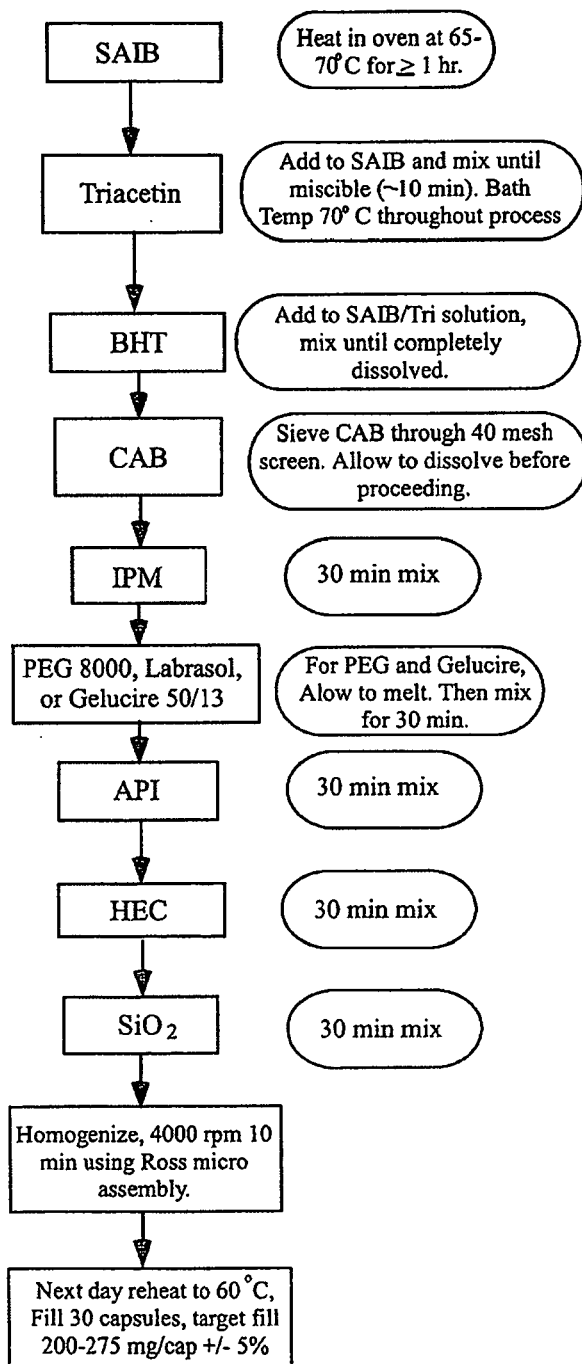 SAIB
Heat in oven at 65-
70°C for ≥ 1 hr.
Triacetin
Add to SAIB and mix until
miscible (~10 min). Bath
Temp 70° C throughout process
BHT
Add to SAIB/Tri solution,
mix until completely
dissolved.
CAB
Sieve CAB through 40 mesh
screen. Allow to dissolve before
proceeding.
IPM
30 min mix
PEG 8000, Labrasol,
or Gelucire 50/13
For PEG and Gelucire,
Alow to melt. Then mix
for 30 min.
API
30 min mix
HEC
30 min mix
SiO₂
30 min mix
Homogenize, 4000 rpm 10
min using Ross micro
assembly.
Next day reheat to 60 °C,
Fill 30 capsules, target fill
200-275 mg/cap +/- 5%